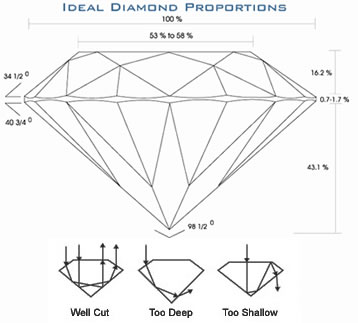 IDEAL DIAMOND PROPORTIONS
100 %
53 % to 58 %
34 1/2 0
16.2 %
0.7-1.7 %
40 3/4 0
43.1 %
98 1/2 0
Well Cut Too Deep Too Shallow